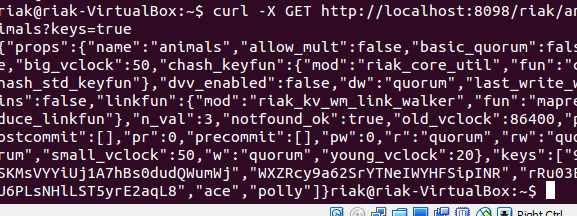 riak@riak-VirtualBox:~$ curl -X GET http://localhost:8098/riak/an
imals?keys=true
{"props":{"name":"animals","allow_mult":false,"basic_quorum":fals
e,"big_vclock":50,"chash_keyfun":{"mod":"riak_core_util","fun":"c
hash_std_keyfun"},"dvv_enabled":false,"dw":"quorum","last_write_w
ins":false,"linkfun":{"mod":"riak_kv_wm_link_walker","fun":"mapre
duce_linkfun"},"n_val":3,"notfound_ok":true,"old_vclock":86400,"p
ostcommit":[],"pr":0,"precommit":[],"pw":0,"r":"quorum","rw":"quo
rum","small_vclock":50,"w":"quorum","young_vclock":20},"keys":["9
SKMsVYYiUj1A7hBs0dudQWumWj","WXZRcy9a62SrYTNeIWYHFSipINR","rRu03E
J6PLsNHlLST5yrE2aqL8","ace","polly"]}riak@riak-VirtualBox:~$
Right Ctrl